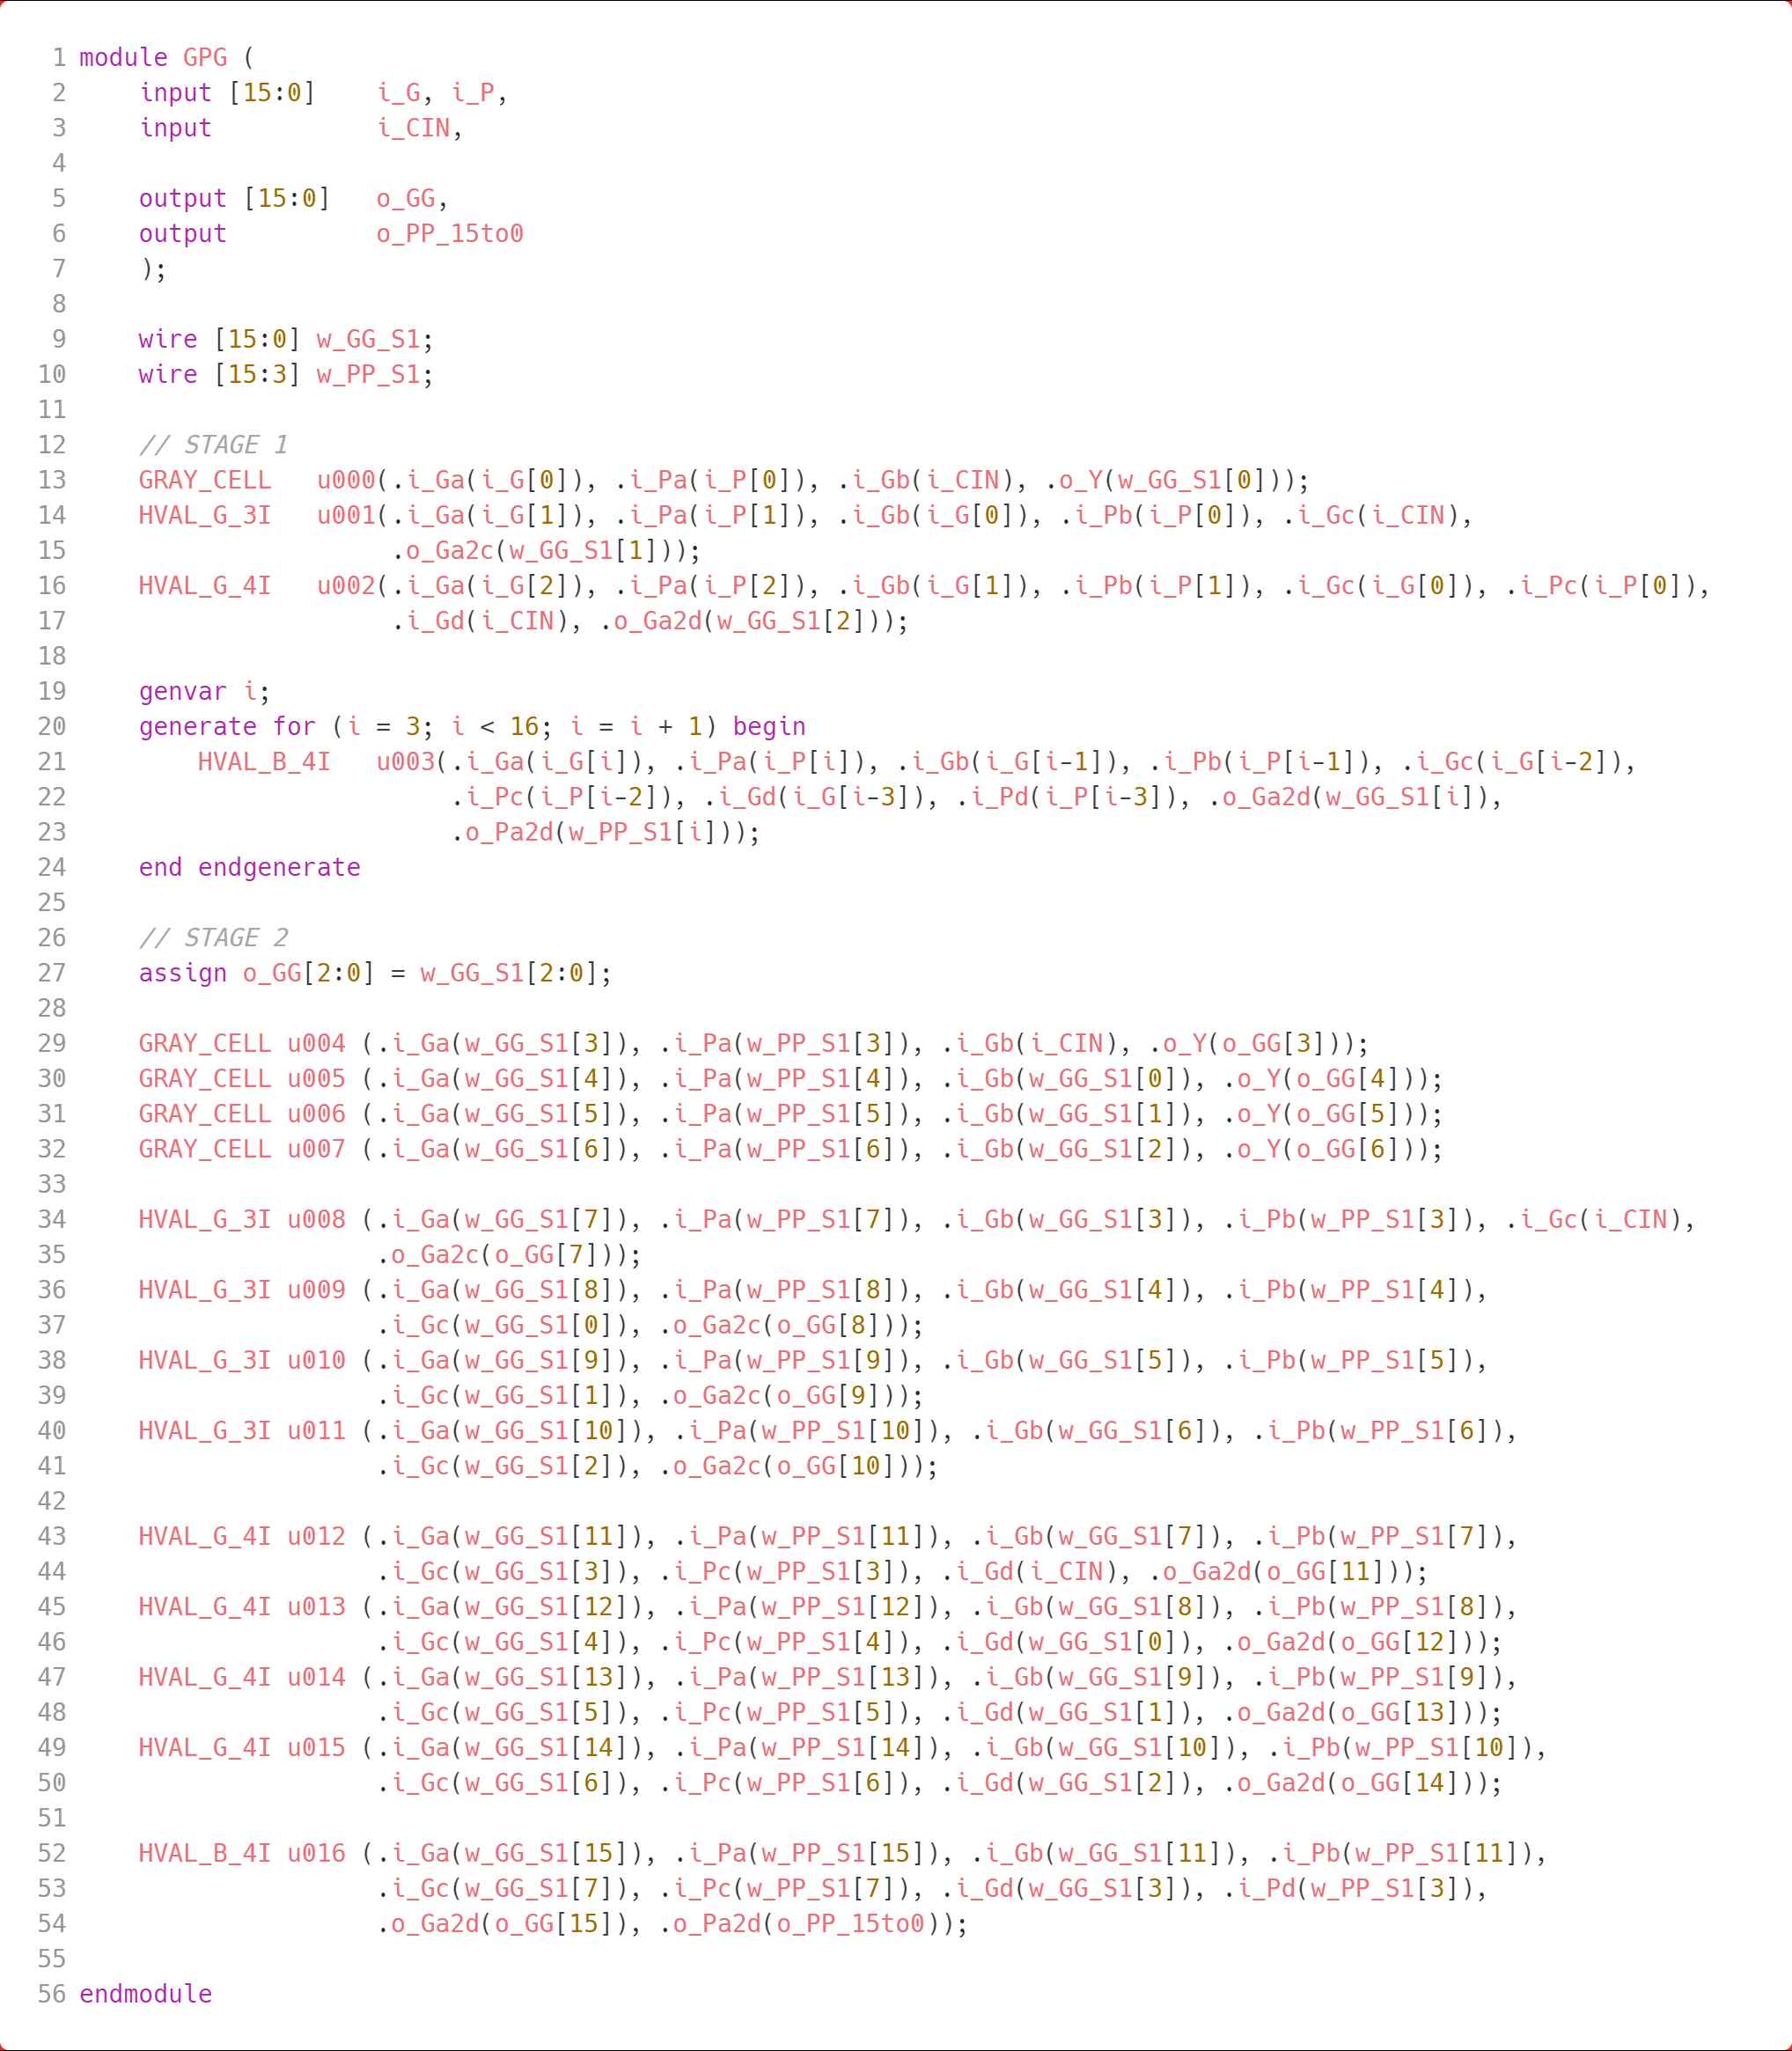 1 module GPG (
2     input [15:0]    i_G, i_P,
3     input           i_CIN,
4
5     output [15:0]   o_GG,
6     output          o_PP_15to0
7     );
8
9     wire [15:0] w_GG_S1;
10     wire [15:3] w_PP_S1;
11
12     // STAGE 1
13     GRAY_CELL   u000(.i_Ga(i_G[0]), .i_Pa(i_P[0]), .i_Gb(i_CIN), .o_Y(w_GG_S1[0]));
14     HVAL_G_3I   u001(.i_Ga(i_G[1]), .i_Pa(i_P[1]), .i_Gb(i_G[0]), .i_Pb(i_P[0]), .i_Gc(i_CIN),
15                      .o_Ga2c(w_GG_S1[1]));
16     HVAL_G_4I   u002(.i_Ga(i_G[2]), .i_Pa(i_P[2]), .i_Gb(i_G[1]), .i_Pb(i_P[1]), .i_Gc(i_G[0]), .i_Pc(i_P[0]),
17                      .i_Gd(i_CIN), .o_Ga2d(w_GG_S1[2]));
18
19     genvar i;
20     generate for (i = 3; i < 16; i = i + 1) begin
21         HVAL_B_4I   u003(.i_Ga(i_G[i]), .i_Pa(i_P[i]), .i_Gb(i_G[i-1]), .i_Pb(i_P[i-1]), .i_Gc(i_G[i-2]),
22                          .i_Pc(i_P[i-2]), .i_Gd(i_G[i-3]), .i_Pd(i_P[i-3]), .o_Ga2d(w_GG_S1[i]),
23                          .o_Pa2d(w_PP_S1[i]));
24     end endgenerate
25
26     // STAGE 2
27     assign o_GG[2:0] = w_GG_S1[2:0];
28
29     GRAY_CELL u004 (.i_Ga(w_GG_S1[3]), .i_Pa(w_PP_S1[3]), .i_Gb(i_CIN), .o_Y(o_GG[3]));
30     GRAY_CELL u005 (.i_Ga(w_GG_S1[4]), .i_Pa(w_PP_S1[4]), .i_Gb(w_GG_S1[0]), .o_Y(o_GG[4]));
31     GRAY_CELL u006 (.i_Ga(w_GG_S1[5]), .i_Pa(w_PP_S1[5]), .i_Gb(w_GG_S1[1]), .o_Y(o_GG[5]));
32     GRAY_CELL u007 (.i_Ga(w_GG_S1[6]), .i_Pa(w_PP_S1[6]), .i_Gb(w_GG_S1[2]), .o_Y(o_GG[6]));
33
34     HVAL_G_3I u008 (.i_Ga(w_GG_S1[7]), .i_Pa(w_PP_S1[7]), .i_Gb(w_GG_S1[3]), .i_Pb(w_PP_S1[3]), .i_Gc(i_CIN),
35                     .o_Ga2c(o_GG[7]));
36     HVAL_G_3I u009 (.i_Ga(w_GG_S1[8]), .i_Pa(w_PP_S1[8]), .i_Gb(w_GG_S1[4]), .i_Pb(w_PP_S1[4]),
37                     .i_Gc(w_GG_S1[0]), .o_Ga2c(o_GG[8]));
38     HVAL_G_3I u010 (.i_Ga(w_GG_S1[9]), .i_Pa(w_PP_S1[9]), .i_Gb(w_GG_S1[5]), .i_Pb(w_PP_S1[5]),
39                     .i_Gc(w_GG_S1[1]), .o_Ga2c(o_GG[9]));
40     HVAL_G_3I u011 (.i_Ga(w_GG_S1[10]), .i_Pa(w_PP_S1[10]), .i_Gb(w_GG_S1[6]), .i_Pb(w_PP_S1[6]),
41                     .i_Gc(w_GG_S1[2]), .o_Ga2c(o_GG[10]));
42
43     HVAL_G_4I u012 (.i_Ga(w_GG_S1[11]), .i_Pa(w_PP_S1[11]), .i_Gb(w_GG_S1[7]), .i_Pb(w_PP_S1[7]),
44                     .i_Gc(w_GG_S1[3]), .i_Pc(w_PP_S1[3]), .i_Gd(i_CIN), .o_Ga2d(o_GG[11]));
45     HVAL_G_4I u013 (.i_Ga(w_GG_S1[12]), .i_Pa(w_PP_S1[12]), .i_Gb(w_GG_S1[8]), .i_Pb(w_PP_S1[8]),
46                     .i_Gc(w_GG_S1[4]), .i_Pc(w_PP_S1[4]), .i_Gd(w_GG_S1[0]), .o_Ga2d(o_GG[12]));
47     HVAL_G_4I u014 (.i_Ga(w_GG_S1[13]), .i_Pa(w_PP_S1[13]), .i_Gb(w_GG_S1[9]), .i_Pb(w_PP_S1[9]),
48                     .i_Gc(w_GG_S1[5]), .i_Pc(w_PP_S1[5]), .i_Gd(w_GG_S1[1]), .o_Ga2d(o_GG[13]));
49     HVAL_G_4I u015 (.i_Ga(w_GG_S1[14]), .i_Pa(w_PP_S1[14]), .i_Gb(w_GG_S1[10]), .i_Pb(w_PP_S1[10]),
50                     .i_Gc(w_GG_S1[6]), .i_Pc(w_PP_S1[6]), .i_Gd(w_GG_S1[2]), .o_Ga2d(o_GG[14]));
51
52     HVAL_B_4I u016 (.i_Ga(w_GG_S1[15]), .i_Pa(w_PP_S1[15]), .i_Gb(w_GG_S1[11]), .i_Pb(w_PP_S1[11]),
53                     .i_Gc(w_GG_S1[7]), .i_Pc(w_PP_S1[7]), .i_Gd(w_GG_S1[3]), .i_Pd(w_PP_S1[3]),
54                     .o_Ga2d(o_GG[15]), .o_Pa2d(o_PP_15to0));
55
56 endmodule